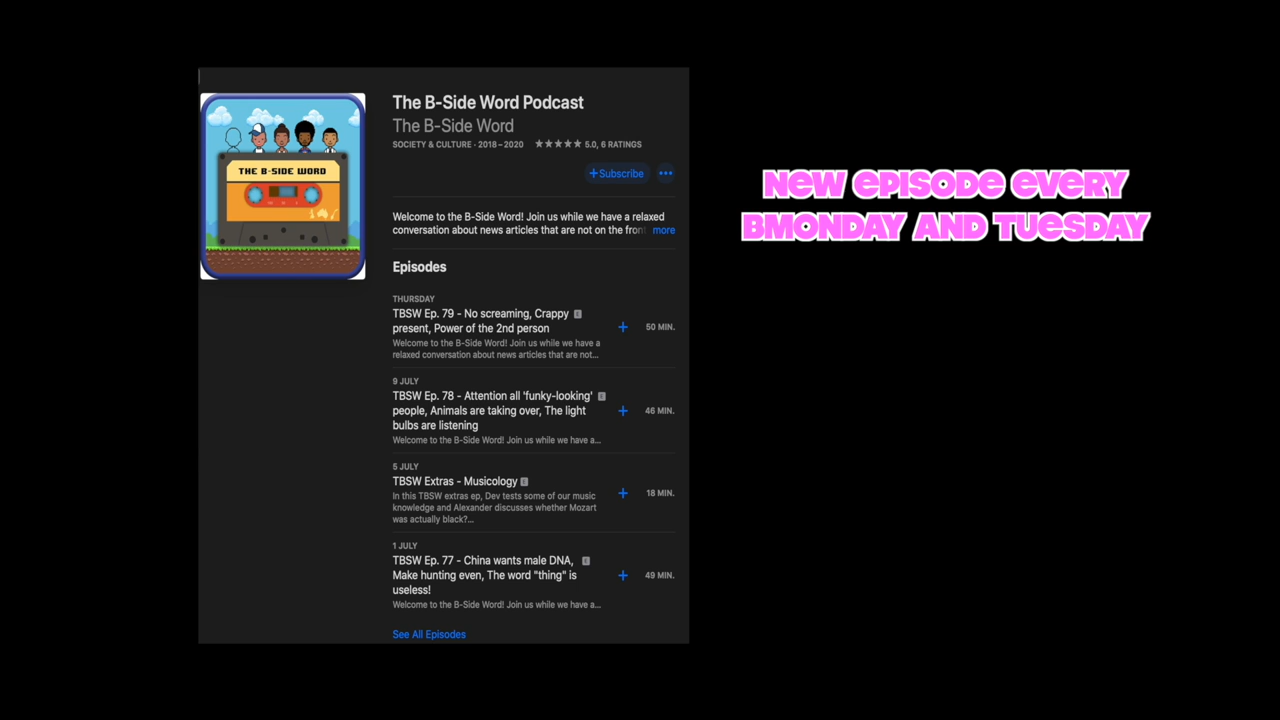 The B-Side Word Podcast
The B-Side Word
SOCIETY & CULTURE · 2018–2020 ★★★★★ 5.0, 6 RATINGS
+Subscribe •••
Welcome to the B-Side Word! Join us while we have a relaxed
conversation about news articles that are not on the front more
Episodes
THURSDAY
TBSW Ep. 79 - No screaming, Crappy E
present, Power of the 2nd person
+ 50 MIN.
Welcome to the B-Side Word! Join us while we have a
relaxed conversation about news articles that are not...
9 JULY
TBSW Ep. 78 - Attention all 'funky-looking' E
people, Animals are taking over, The light
+ 46 MIN.
bulbs are listening
Welcome to the B-Side Word! Join us while we have a...
5 JULY
TBSW Extras - Musicology E
In this TBSW extras ep, Dev tests some of our music
+ 18 MIN.
knowledge and Alexander discusses whether Mozart
was actually black?...
1 JULY
TBSW Ep. 77 - China wants male DNA, E
Make hunting even, The word "thing" is
+ 49 MIN.
useless!
Welcome to the B-Side Word! Join us while we have a...
See All Episodes
THE B-SIDE WORD
NEW EPISODE EVERY
BMONDAY AND TUESDAY